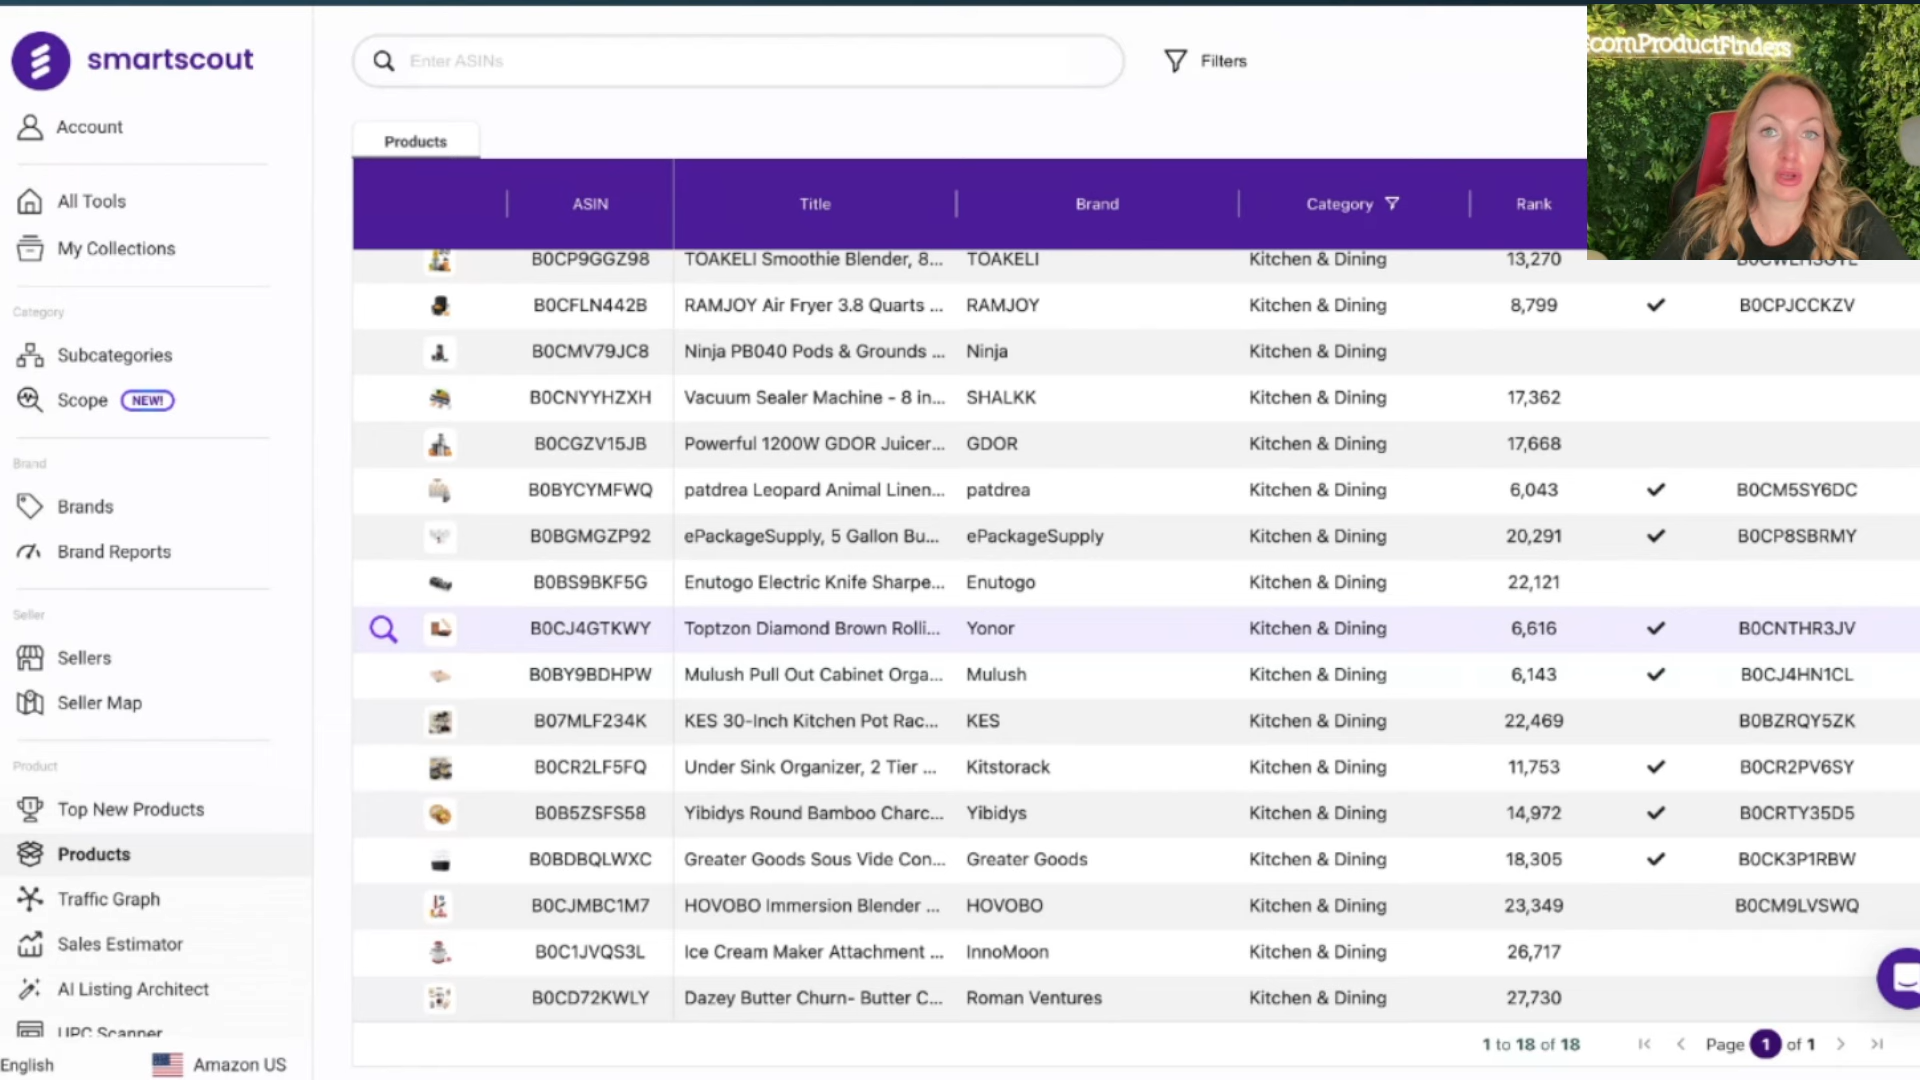 smartscout
Account
All Tools
My Collections
Category
Subcategories
Scope NEW!
Brand
Brands
Brand Reports
Seller
Sellers
Seller Map
Product
Top New Products
Products
Traffic Graph
Sales Estimator
AI Listing Architect
UPC Scanner
English Amazon US
Enter ASINs Filters
Products
ASIN Title Brand Category Rank
B0CP9GGZ98 TOAKELI Smoothie Blender, 8... TOAKELI Kitchen & Dining 13,270
B0CFLN442B RAMJOY Air Fryer 3.8 Quarts ... RAMJOY Kitchen & Dining 8,799 B0CPJCCKZV
B0CMV79JC8 Ninja PB040 Pods & Grounds ... Ninja Kitchen & Dining
B0CNYYHZXH Vacuum Sealer Machine - 8 in... SHALKK Kitchen & Dining 17,362
B0CGZV15JB Powerful 1200W GDOR Juicer... GDOR Kitchen & Dining 17,668
B0BYCYMFWQ patdrea Leopard Animal Linen... patdrea Kitchen & Dining 6,043 B0CM5SY6DC
B0BGMGZP92 ePackageSupply, 5 Gallon Bu... ePackageSupply Kitchen & Dining 20,291 B0CP8SBRMY
B0BS9BKF5G Enutogo Electric Knife Sharpe... Enutogo Kitchen & Dining 22,121
B0CJ4GTKWY Toptzon Diamond Brown Rolli... Yonor Kitchen & Dining 6,616 B0CNTHR3JV
B0BY9BDHPW Mulush Pull Out Cabinet Orga... Mulush Kitchen & Dining 6,143 B0CJ4HN1CL
B07MLF234K KES 30-Inch Kitchen Pot Rac... KES Kitchen & Dining 22,469 B0BZRQY5ZK
B0CR2LF5FQ Under Sink Organizer, 2 Tier ... Kitstorack Kitchen & Dining 11,753 B0CR2PV6SY
B0B5ZSFS58 Yibidys Round Bamboo Charc... Yibidys Kitchen & Dining 14,972 B0CRTY35D5
B0BDBQLWXC Greater Goods Sous Vide Con... Greater Goods Kitchen & Dining 18,305 B0CK3P1RBW
B0CJMBC1M7 HOVOBO Immersion Blender ... HOVOBO Kitchen & Dining 23,349 B0CM9LVSWQ
B0C1JVQS3L Ice Cream Maker Attachment ... InnoMoon Kitchen & Dining 26,717
B0CD72KWLY Dazey Butter Churn- Butter C... Roman Ventures Kitchen & Dining 27,730
1 to 18 of 18 Page 1 of 1
comProductFinders